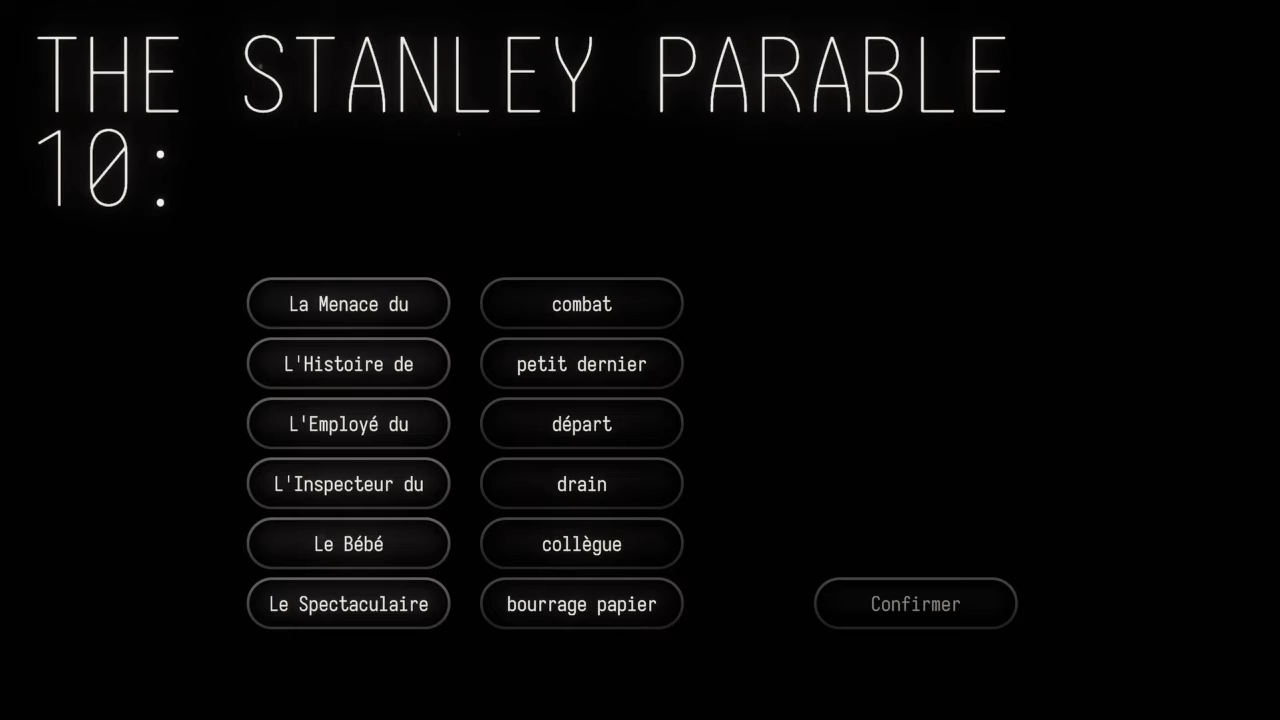 THE STANLEY PARABLE
10:
La Menace du
combat
L'Histoire de
petit dernier
L'Employé du
départ
L'Inspecteur du
drain
Le Bébé
collègue
Le Spectaculaire
bourrage papier
Confirmer